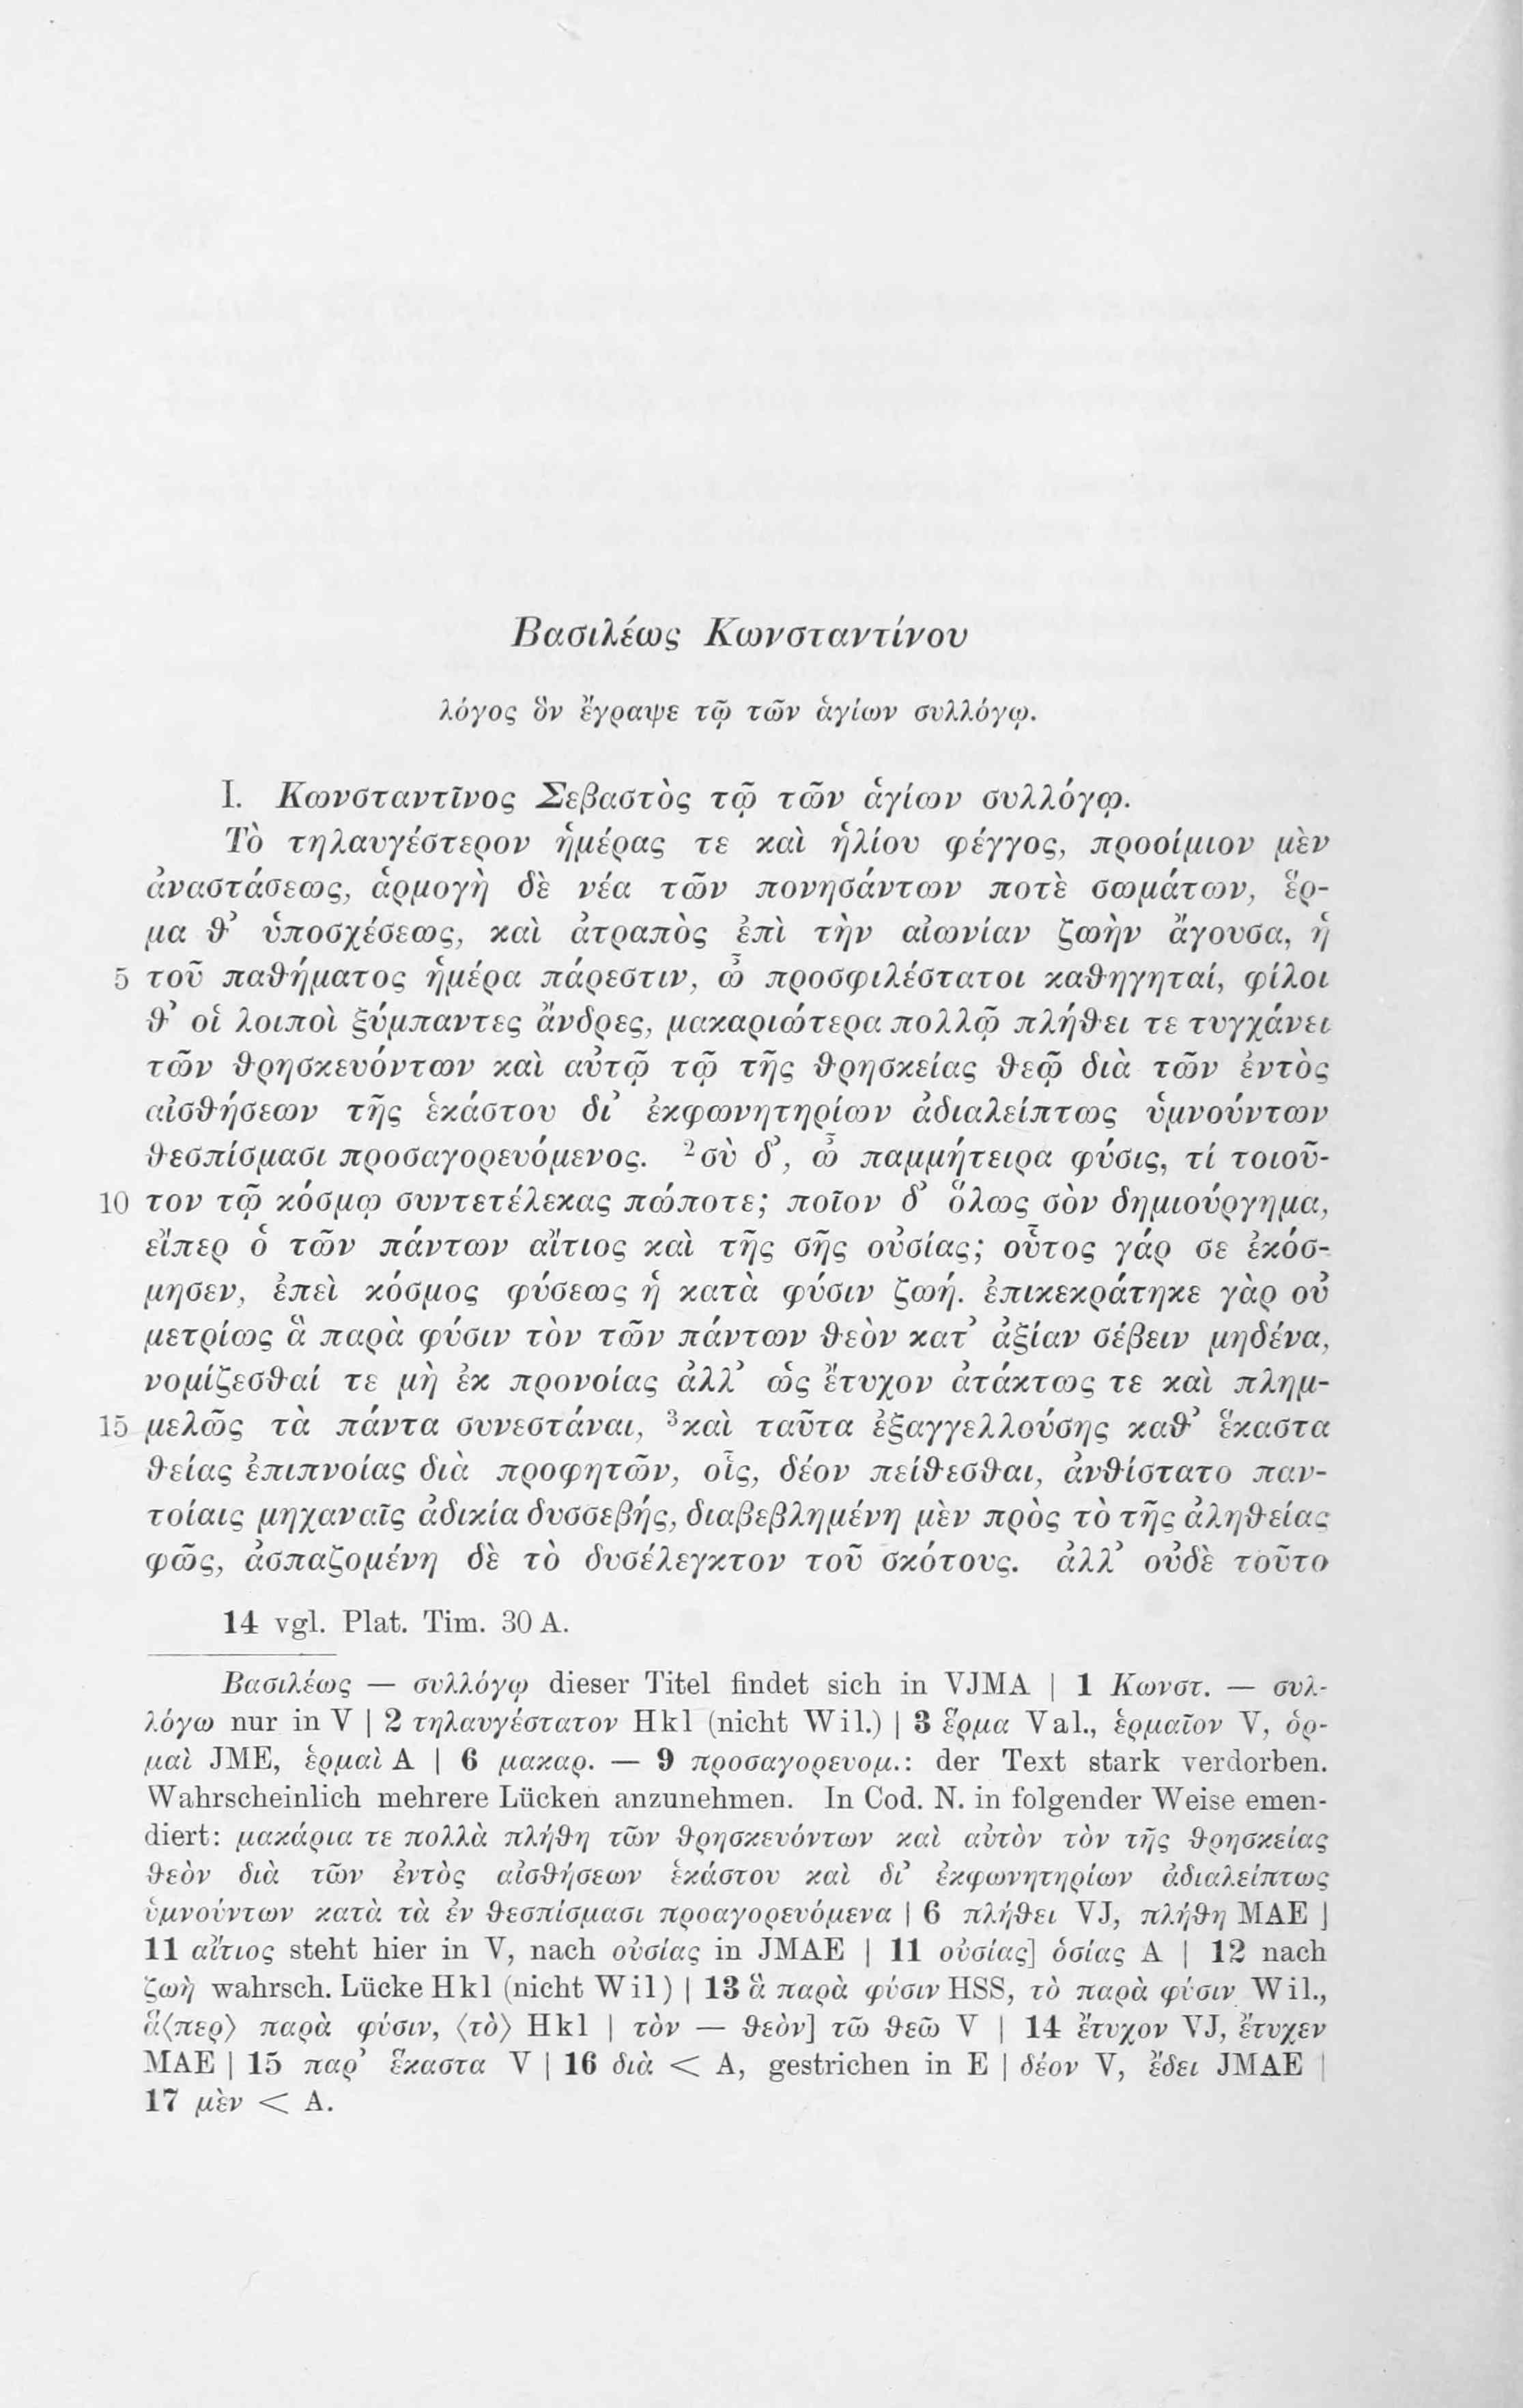 Βασιλέως Κωνσταντίνου
λόγος ὃν ἔγραψε τῷ τῶν ἁγίων συλλόγῳ.
I. Κωνσταντῖνος Σεβαστὸς τῷ τῶν ἁγίων συλλόγῳ.
Τὸ τηλαυγέστερον ἡμέρας τε καὶ ἡλίου φέγγος, προοίμιον μὲν
ἀναστάσεως, ἁρμογὴ δὲ νέα τῶν πονησάντων ποτὲ σωμάτων, ἕρ-
μα θ’ ὑποσχέσεως, καὶ ἀτραπὸς ἐπὶ τὴν αἰωνίαν ζωὴν ἄγουσα, ἡ
5 τοῦ παθήματος ἡμέρα πάρεστιν, ὦ προσφιλέστατοι καθηγηταί, φίλοι
θ’ οἱ λοιποὶ ξύμπαντες ἄνδρες, μακαριώτερα πολλῷ πλήθει τε τυγχάνει
τῶν θρησκευόντων καὶ αὐτῷ τῷ τῆς θρησκείας θεῷ διὰ τῶν ἐντὸς
αἰσθήσεων τῆς ἑκάστου δι’ ἐκφωνητηρίων ἀδιαλείπτως ὑμνούντων
θεσπίσμασι προσαγορευόμενος. ²σὺ δ’, ὦ παμμήτειρα φύσις, τί τοιοῦ-
10 τον τῷ κόσμῳ συντετέλεκας πώποτε; ποῖον δ’ ὅλως σὸν δημιούργημα,
εἴπερ ὁ τῶν πάντων αἴτιος καὶ τῆς σῆς οὐσίας; οὗτος γάρ σε ἐκόσ-
μησεν, ἐπεὶ κόσμος φύσεως ἡ κατὰ φύσιν ζωή. ἐπικεκράτηκε γὰρ οὐ
μετρίως ἃ παρὰ φύσιν τὸν τῶν πάντων θεὸν κατ’ ἀξίαν σέβειν μηδένα,
νομίζεσθαί τε μὴ ἐκ προνοίας ἀλλ’ ὡς ἔτυχον ἀτάκτως τε καὶ πλημ-
15 μελῶς τὰ πάντα συνεστάναι, ³καὶ ταῦτα ἐξαγγελλούσης καθ’ ἕκαστα
θείας ἐπιπνοίας διὰ προφητῶν, οἷς, δέον πείθεσθαι, ἀνθίστατο παν-
τοίαις μηχαναῖς ἀδικία δυσσεβής, διαβεβλημένη μὲν πρὸς τὸ τῆς ἀληθείας
φῶς, ἀσπαζομένη δὲ τὸ δυσέλεγκτον τοῦ σκότους. ἀλλ’ οὐδὲ τοῦτο
14 vgl. Plat. Tim. 30 A.
Βασιλέως — συλλόγῳ dieser Titel findet sich in VJMA | 1 Κωνστ. — συλ-
λόγω nur in V | 2 τηλαυγέστατον Hkl (nicht Wil.) | 3 ἕρμα Val., ἑρμαῖον V, ὁρ-
μαὶ JME, ἑρμαὶ A | 6 μακαρ. — 9 προσαγορευομ.: der Text stark verdorben.
Wahrscheinlich mehrere Lücken anzunehmen. In Cod. N. in folgender Weise emen-
diert: μακάρια τε πολλὰ πλήθη τῶν θρησκευόντων καὶ αὐτὸν τὸν τῆς θρησκείας
θεὸν διὰ τῶν ἐντὸς αἰσθήσεων ἑκάστου καὶ δι’ ἐκφωνητηρίων ἀδιαλείπτως
ὑμνούντων κατὰ τὰ ἐν θεσπίσμασι προαγορευόμενα | 6 πλήθει VJ, πλήθη MAE |
11 αἴτιος steht hier in V, nach οὐσίας in JMAE | 11 οὐσίας] ὁσίας A | 12 nach
ζωὴ wahrsch. Lücke Hkl (nicht Wil) | 13 ἃ παρὰ φύσιν HSS, τὸ παρὰ φύσιν Wil.,
ἅ⟨περ⟩ παρὰ φύσιν, ⟨τὸ⟩ Hkl | τὸν — θεὸν] τῶ θεῶ V | 14 ἔτυχον VJ, ἔτυχεν
MAE | 15 παρ’ ἕκαστα V | 16 διὰ < A, gestrichen in E | δέον V, ἔδει JMAE |
17 μὲν < A.